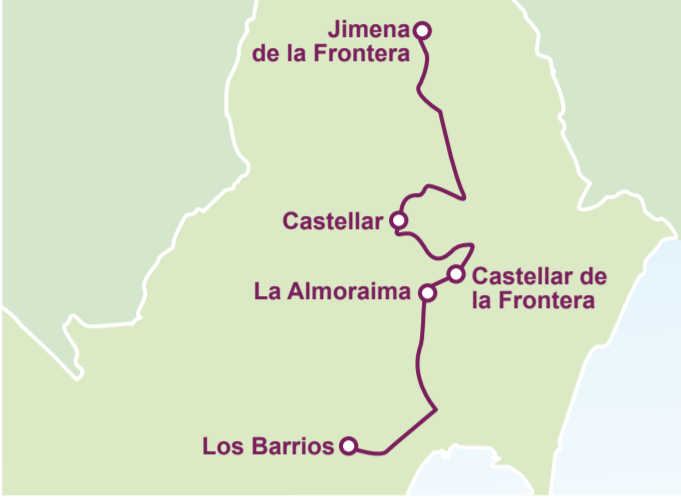 Jimena
de la Frontera
Castellar
Castellar de
la Frontera
La Almoraima
Los Barrios